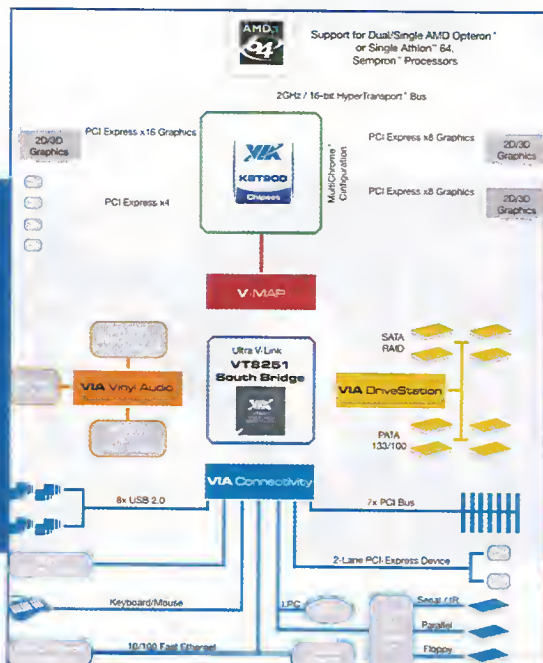 AMD
64
Support for Dual/Single AMD Opteron™
or Single Athlon™ 64,
Sempron™ Processors
2GHz / 16-bit HyperTransport™ Bus
2D/3D
Graphics
PCI Express x16 Graphics
VIA
K8T900
Chipsets
MultiChrome™
Configuration
PCI Express x8 Graphics
2D/3D
Graphics
PCI Express x8 Graphics
2D/3D
Graphics
PCI Express x4
V-MAP
VIA Vinyl Audio
Ultra V-Link
VT8251
South Bridge
VIA
SATA
RAID
VIA DriveStation
PATA
133/100
VIA Connectivity
8x USB 2.0
7x PCI Bus
2-Lane PCI-Express Device
Keyboard/Mouse
LPC
Serial / IR
Parallel
10/100 Fast Ethernet
Floppy